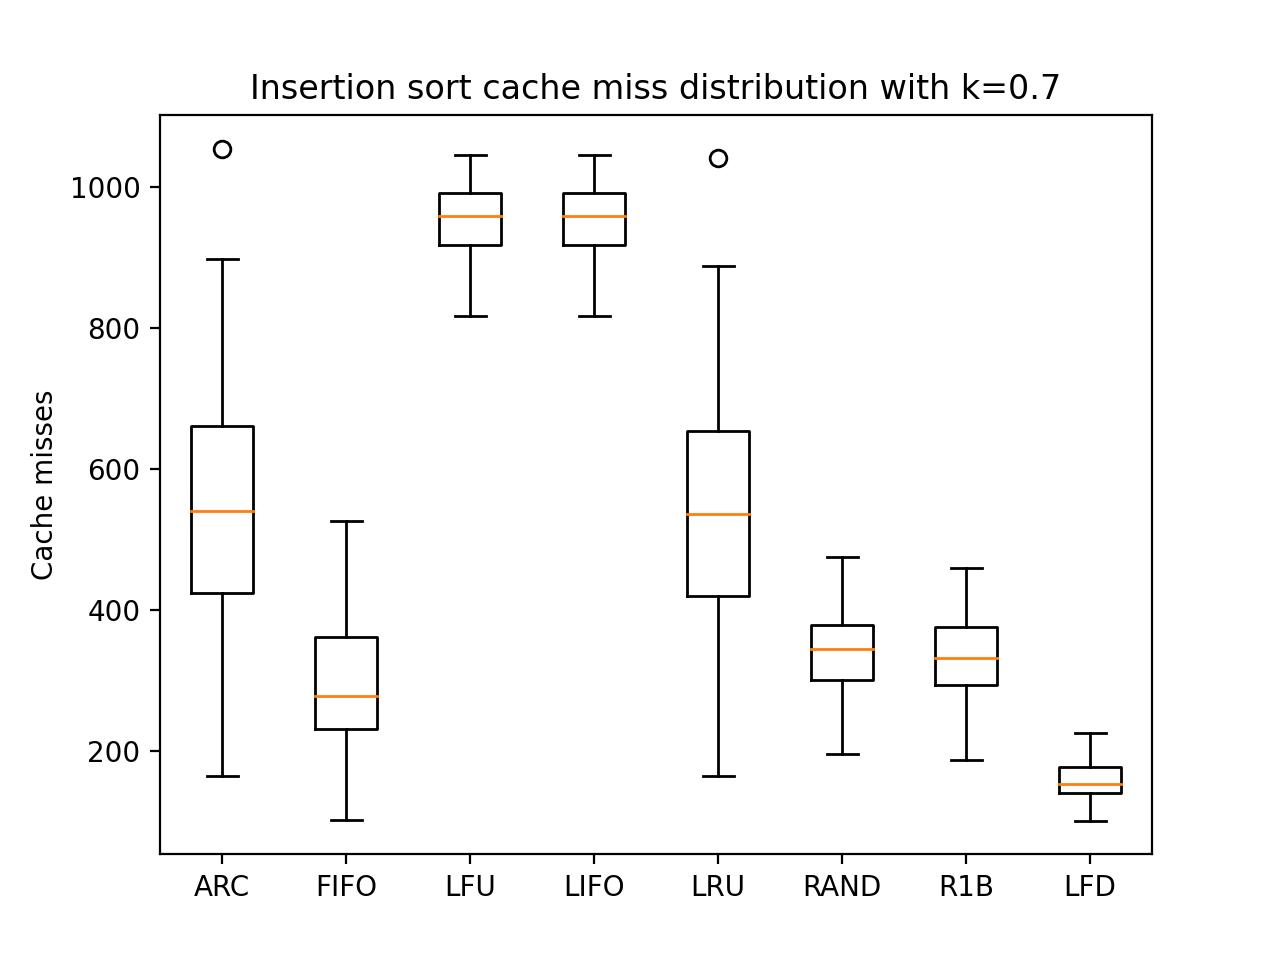 Insertion sort cache miss distribution with k=0.7
1000
800
600
400
200
Cache misses
ARC FIFO LFU LIFO LRU RAND R1B LFD